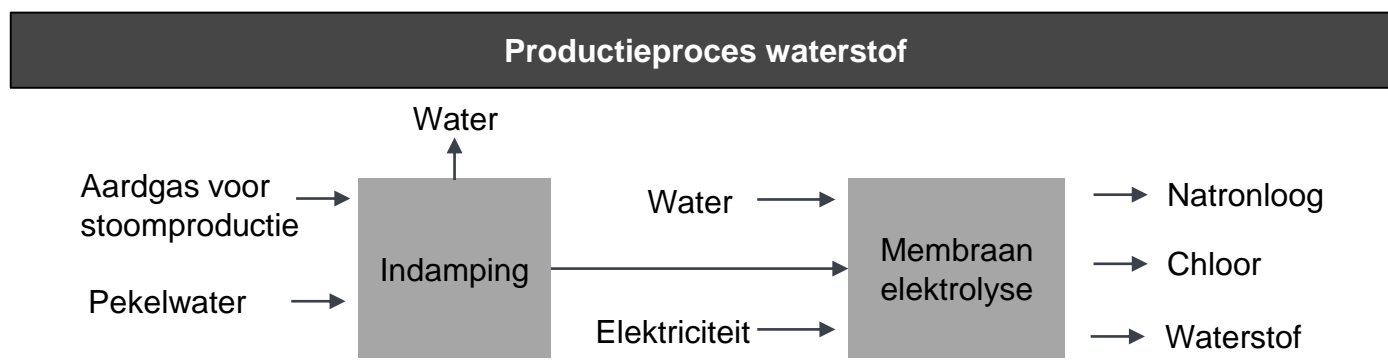 Productieproces waterstof
Water
Aardgas voor
stoomproductie
Pekelwater
Indamping
Water
Elektriciteit
Membraan
elektrolyse
Natronloog
Chloor
Waterstof